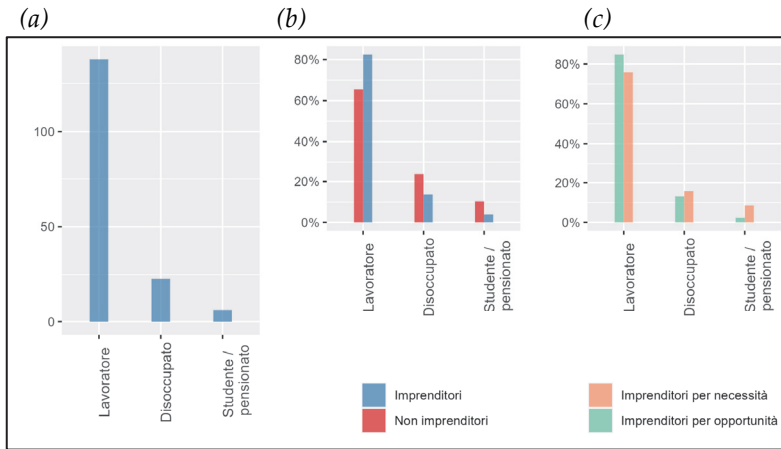 (a)
(b)
(c)
100
50
0
Lavoratore
Disoccupato
Studente /
pensionato
80%
60%
40%
20%
0%
Lavoratore
Disoccupato
Studente /
pensionato
80%
60%
40%
20%
0%
Lavoratore
Disoccupato
Studente /
pensionato
Imprenditori
Non imprenditori
Imprenditori per necessità
Imprenditori per opportunità